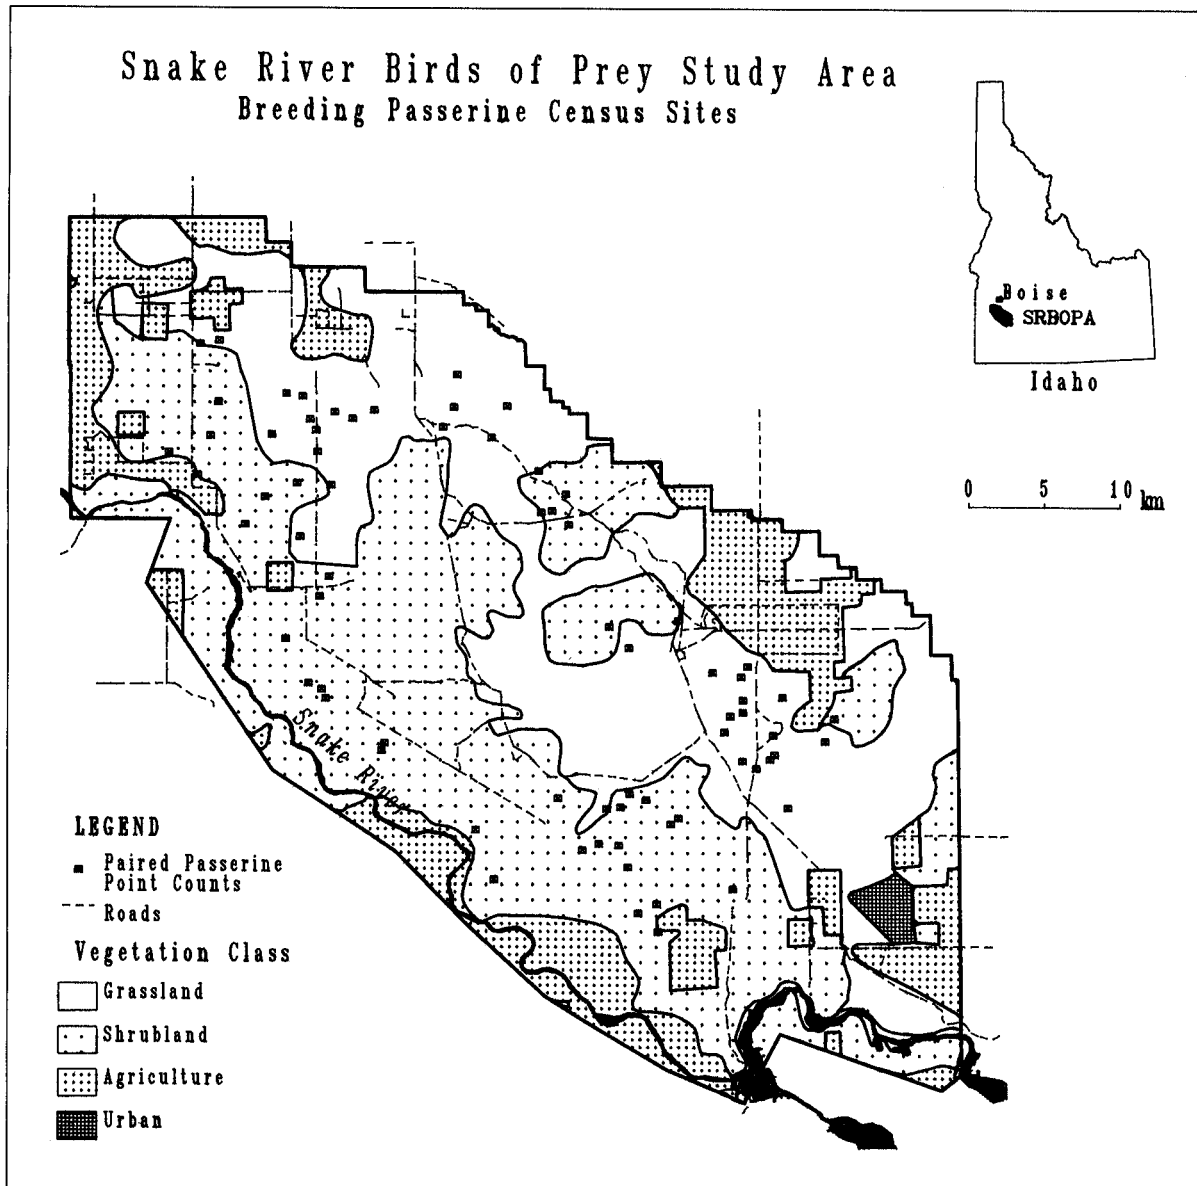 Snake River Birds of Prey Study Area
Breeding Passerine Census Sites
Boise
SRBOPA
Idaho
0 5 10 km
Snake River
LEGEND
Paired Passerine
Point Counts
Roads
Vegetation Class
Grassland
Shrubland
Agriculture
Urban